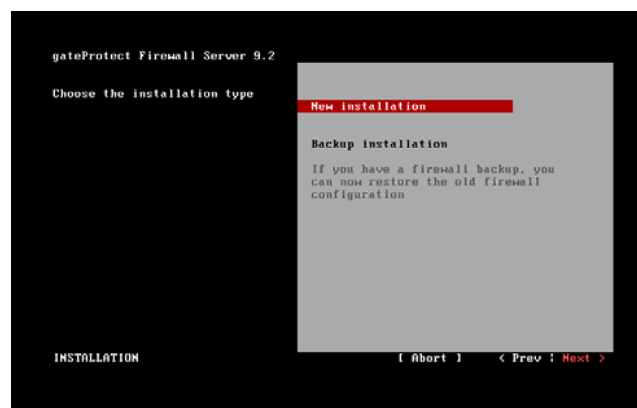 gateProtect Firewall Server 9.2
Choose the installation type
New installation
Backup installation
If you have a firewall backup, you
can now restore the old firewall
configuration
INSTALLATION
[ Abort ] < Prev ¦ Next >